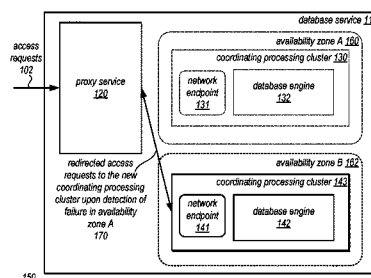 database service 11
access
requests
102
proxy service
120
availability zone A 160
coordinating processing cluster 130
network
endpoint
131
database engine
132
redirected access
requests to the new
coordinating processing
cluster upon detection of
failure in availability
zone A
170
availability zone B 162
coordinating processing cluster 143
network
endpoint
141
database engine
142
150